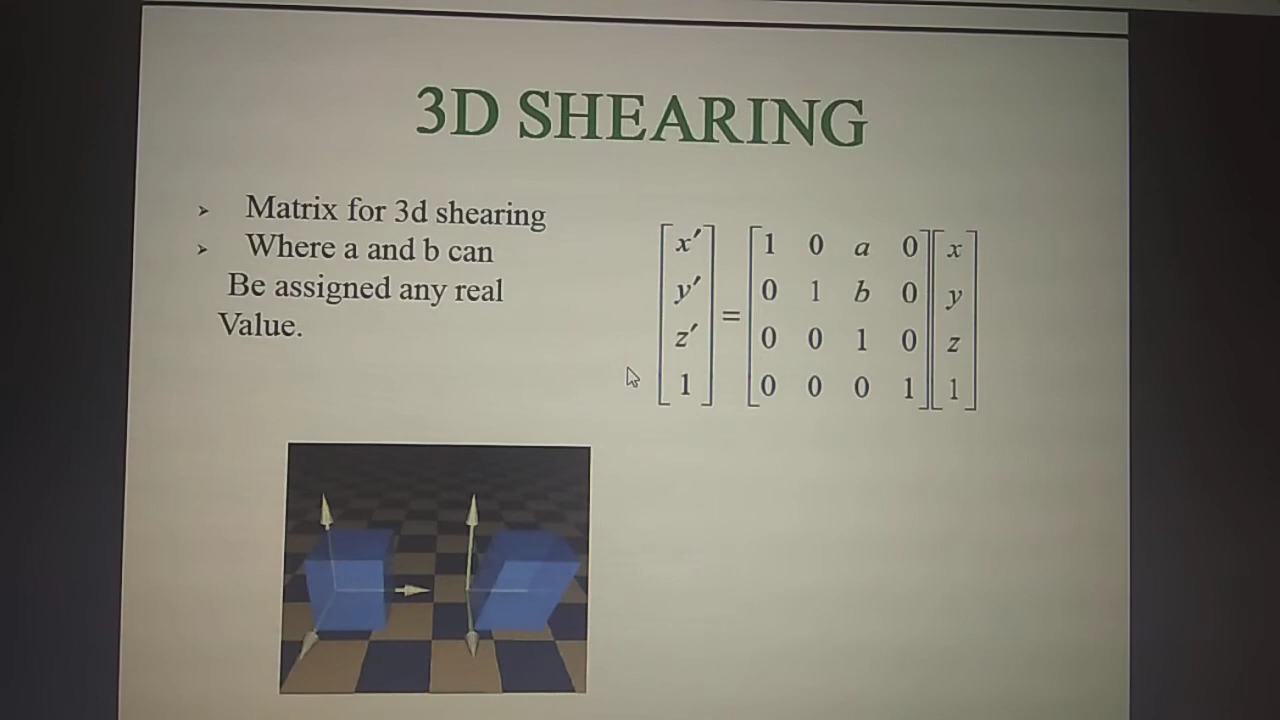 3D SHEARING
➢ Matrix for 3d shearing
➢ Where a and b can
Be assigned any real
Value.
[x′] = [1 0 a 0][x]
[y′] [0 1 b 0][y]
[z′] [0 0 1 0][z]
[1] [0 0 0 1][1]